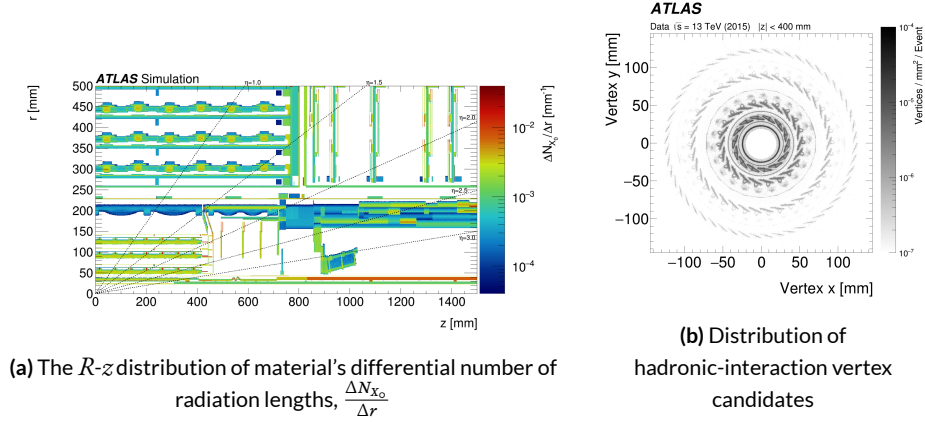 ATLAS Simulation
r [mm]
500
450
400
350
300
250
200
150
100
50
0
η=1.0
η=1.5
η=2.0
η=2.5
η=3.0
0 200 400 600 800 1000 1200 1400
z [mm]
ΔN_X₀/Δr [mm⁻¹]
10⁻²
10⁻³
10⁻⁴
(a) The R-z distribution of material's differential number of
radiation lengths, ΔN_X₀/Δr
ATLAS
Data √s = 13 TeV (2015) |z| < 400 mm
Vertex y [mm]
100
50
0
−50
−100
−100 −50 0 50 100
Vertex x [mm]
Vertices / mm² / Event
10⁻⁴
10⁻⁵
10⁻⁶
10⁻⁷
(b) Distribution of
hadronic-interaction vertex
candidates